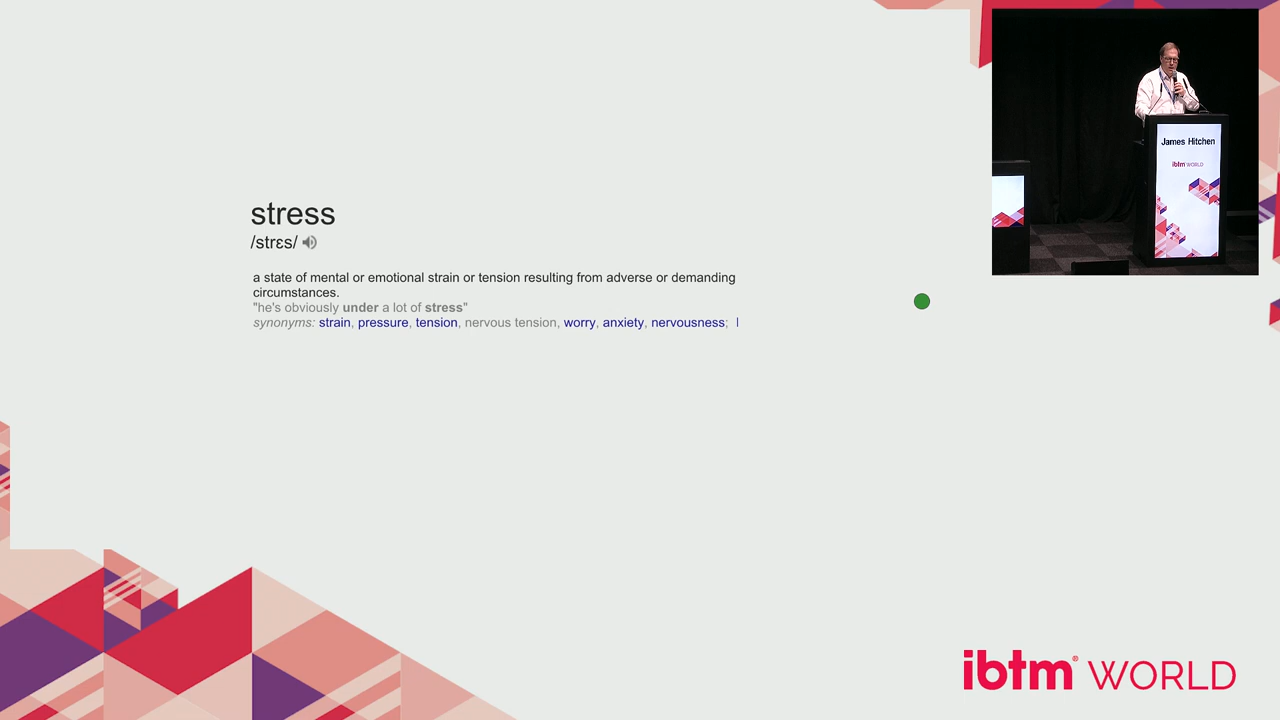 stress
/strɛs/
a state of mental or emotional strain or tension resulting from adverse or demanding
circumstances.
"he's obviously under a lot of stress"
synonyms: strain, pressure, tension, nervous tension, worry, anxiety, nervousness;
James Hitchen
ibtm WORLD
ibtm® WORLD